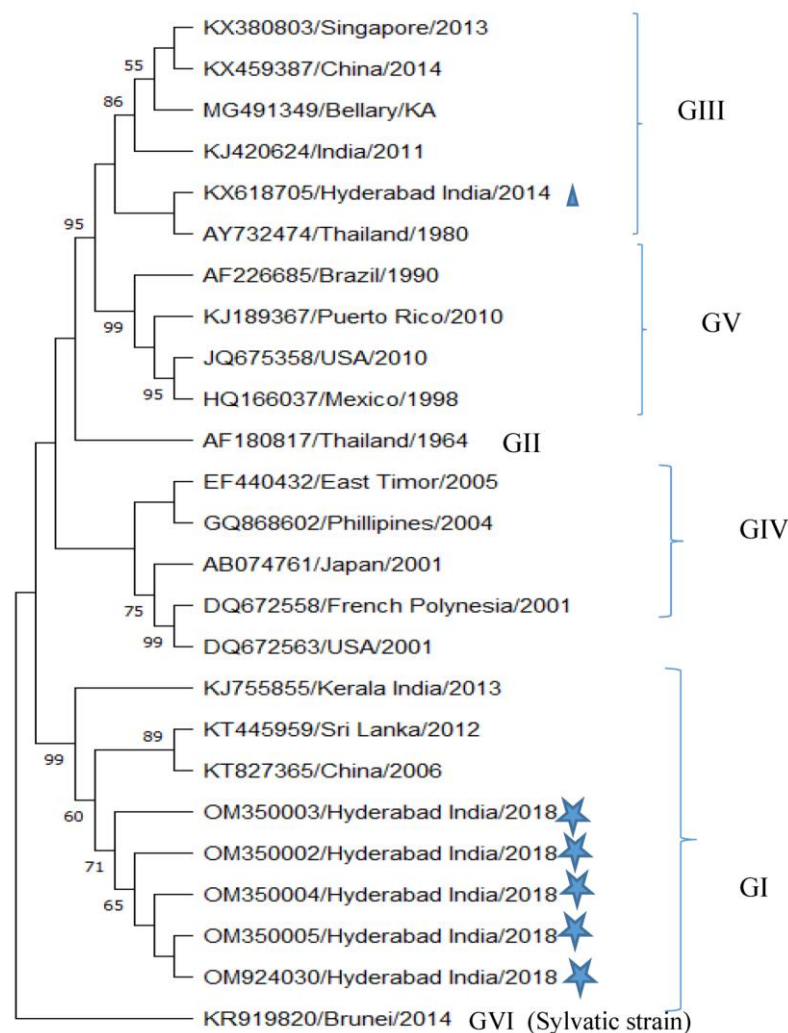 KX380803/Singapore/2013
55
KX459387/China/2014
86
MG491349/Bellary/KA
GIII
KJ420624/India/2011
KX618705/Hyderabad India/2014
95
AY732474/Thailand/1980
AF226685/Brazil/1990
99
KJ189367/Puerto Rico/2010
GV
JQ675358/USA/2010
95
HQ166037/Mexico/1998
AF180817/Thailand/1964 GII
EF440432/East Timor/2005
GQ868602/Phillipines/2004
GIV
AB074761/Japan/2001
75
DQ672558/French Polynesia/2001
99
DQ672563/USA/2001
KJ755855/Kerala India/2013
89
KT445959/Sri Lanka/2012
99
KT827365/China/2006
60
OM350003/Hyderabad India/2018
71
OM350002/Hyderabad India/2018
65
OM350004/Hyderabad India/2018
GI
OM350005/Hyderabad India/2018
OM924030/Hyderabad India/2018
KR919820/Brunei/2014 GVI (Sylvatic strain)